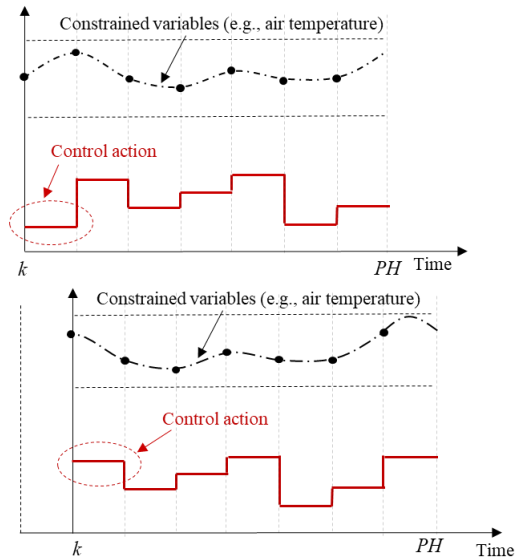 Constrained variables (e.g., air temperature)
Control action
k
PH
Time
Constrained variables (e.g., air temperature)
Control action
k
PH
Time